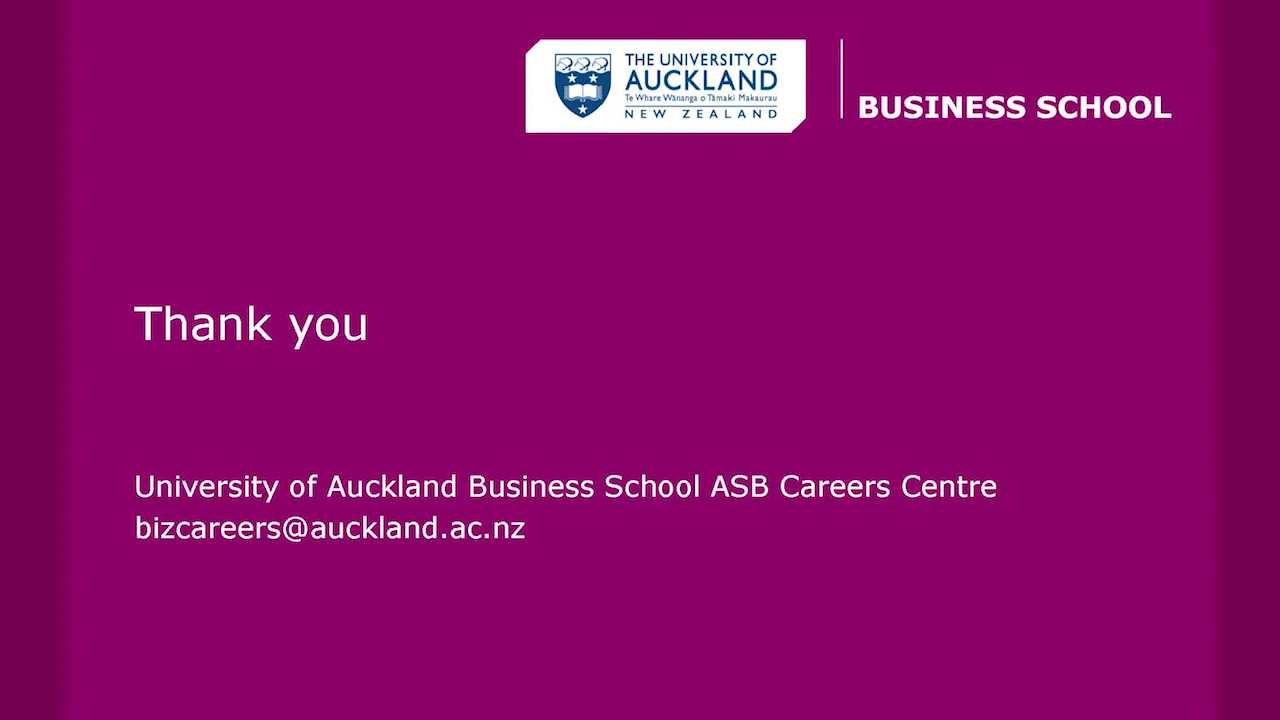 THE UNIVERSITY OF
AUCKLAND
Te Whare Wānanga o Tāmaki Makaurau
NEW ZEALAND
BUSINESS SCHOOL
Thank you
University of Auckland Business School ASB Careers Centre
bizcareers@auckland.ac.nz